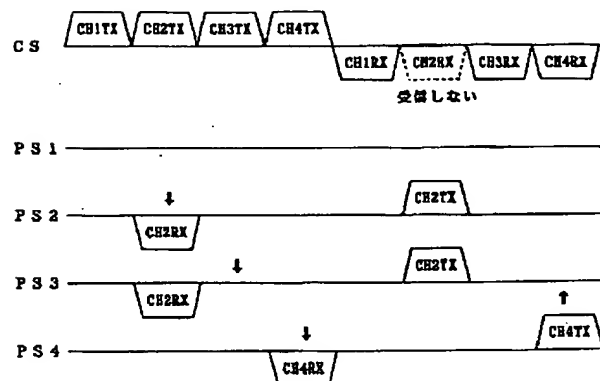 CH1TX CH2TX CH3TX CH4TX
CS
CH1RX CH2RX CH3RX CH4RX
受信しない
PS1
CH2TX
PS2
CH2RX
CH2TX
PS3
CH2RX
CH4TX
PS4
CH4RX